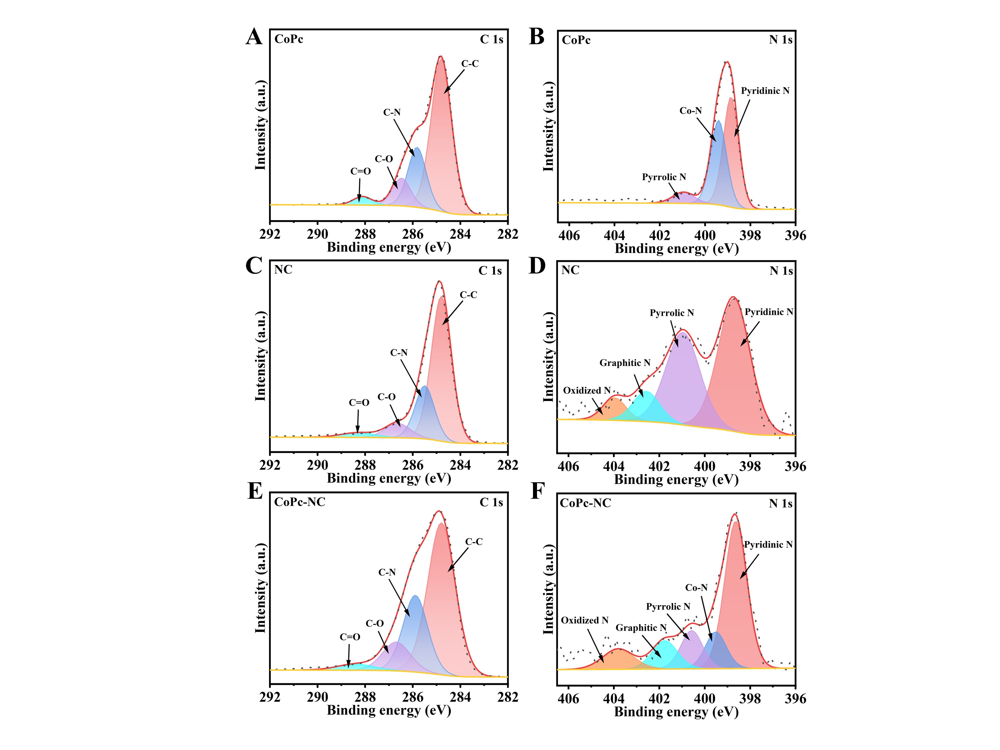 A
CoPc
C 1s
C-C
C-N
C-O
C=O
Intensity (a.u.)
292 290 288 286 284 282
Binding energy (eV)
B
CoPc
N 1s
Pyridinic N
Co-N
Pyrrolic N
Intensity (a.u.)
406 404 402 400 398 396
Binding energy (eV)
C
NC
C 1s
C-C
C-N
C-O
C=O
Intensity (a.u.)
292 290 288 286 284 282
Binding energy (eV)
D
NC
N 1s
Pyrrolic N
Pyridinic N
Graphitic N
Oxidized N
Intensity (a.u.)
406 404 402 400 398 396
Binding energy (eV)
E
CoPc-NC
C 1s
C-C
C-N
C-O
C=O
Intensity (a.u.)
292 290 288 286 284 282
Binding energy (eV)
F
CoPc-NC
N 1s
Pyridinic N
Co-N
Pyrrolic N
Oxidized N
Graphitic N
Intensity (a.u.)
406 404 402 400 398 396
Binding energy (eV)